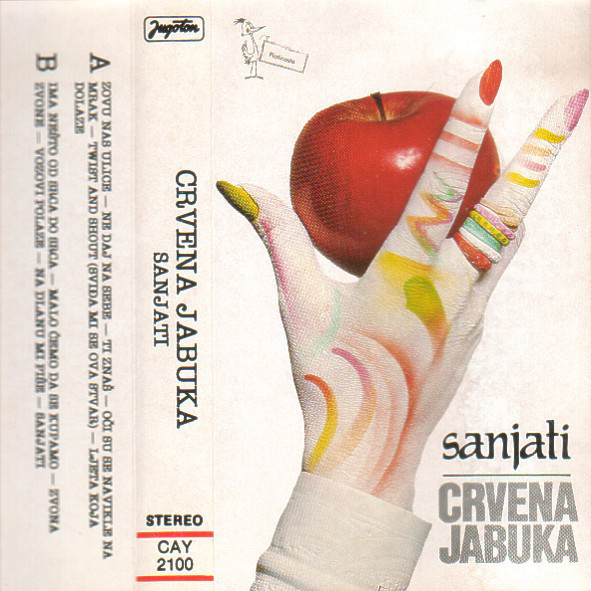 A
ZOVU NAS ULICE — NE DAJ NA SEBE — TI ZNAŠ — OČI SU SE NAVIKLE NA
MRAK — TWIST AND SHOUT (SVIĐA MI SE OVA STVAR) — LJETA KOJA
DOLAZE
B
IMA NEŠTO OD SRCA DO SRCA — MALO ĆEMO DA SE KUPAMO — ZVONA
ZVONE — VOZOVI POLAZE — NA DLANU MI PIŠE — SANJATI
Jugoton
CRVENA JABUKA
SANJATI
STEREO
CAY
2100
sanjati
CRVENA
JABUKA